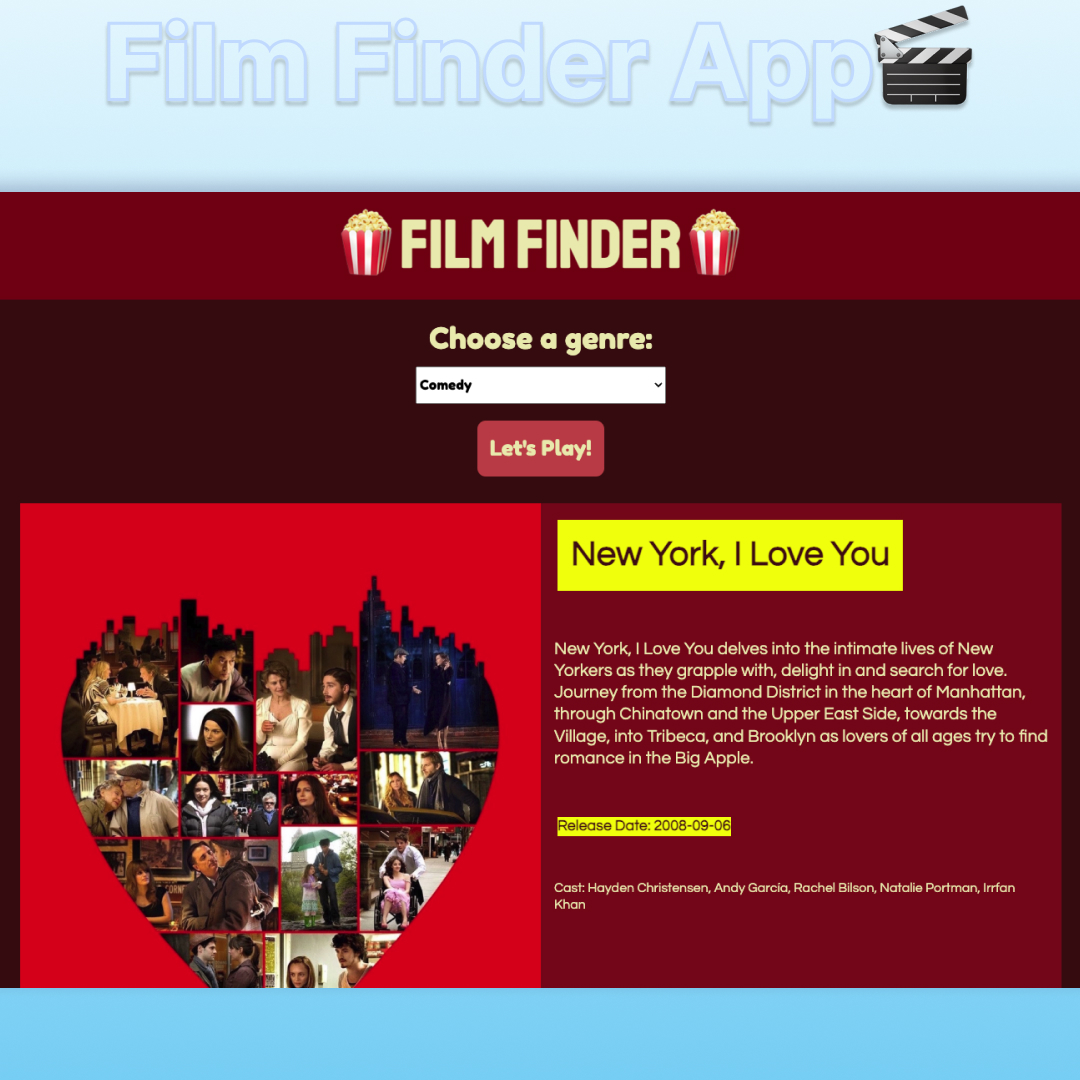 Film Finder App
FILM FINDER
Choose a genre:
Comedy
Let's Play!
New York, I Love You
New York, I Love You delves into the intimate lives of New
Yorkers as they grapple with, delight in and search for love.
Journey from the Diamond District in the heart of Manhattan,
through Chinatown and the Upper East Side, towards the
Village, into Tribeca, and Brooklyn as lovers of all ages try to find
romance in the Big Apple.
Release Date: 2008-09-06
Cast: Hayden Christensen, Andy García, Rachel Bilson, Natalie Portman, Irrfan
Khan